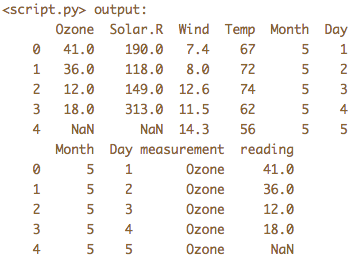 <script.py> output:
Ozone Solar.R Wind Temp Month Day
0 41.0 190.0 7.4 67 5 1
1 36.0 118.0 8.0 72 5 2
2 12.0 149.0 12.6 74 5 3
3 18.0 313.0 11.5 62 5 4
4 NaN NaN 14.3 56 5 5
Month Day measurement reading
0 5 1 Ozone 41.0
1 5 2 Ozone 36.0
2 5 3 Ozone 12.0
3 5 4 Ozone 18.0
4 5 5 Ozone NaN